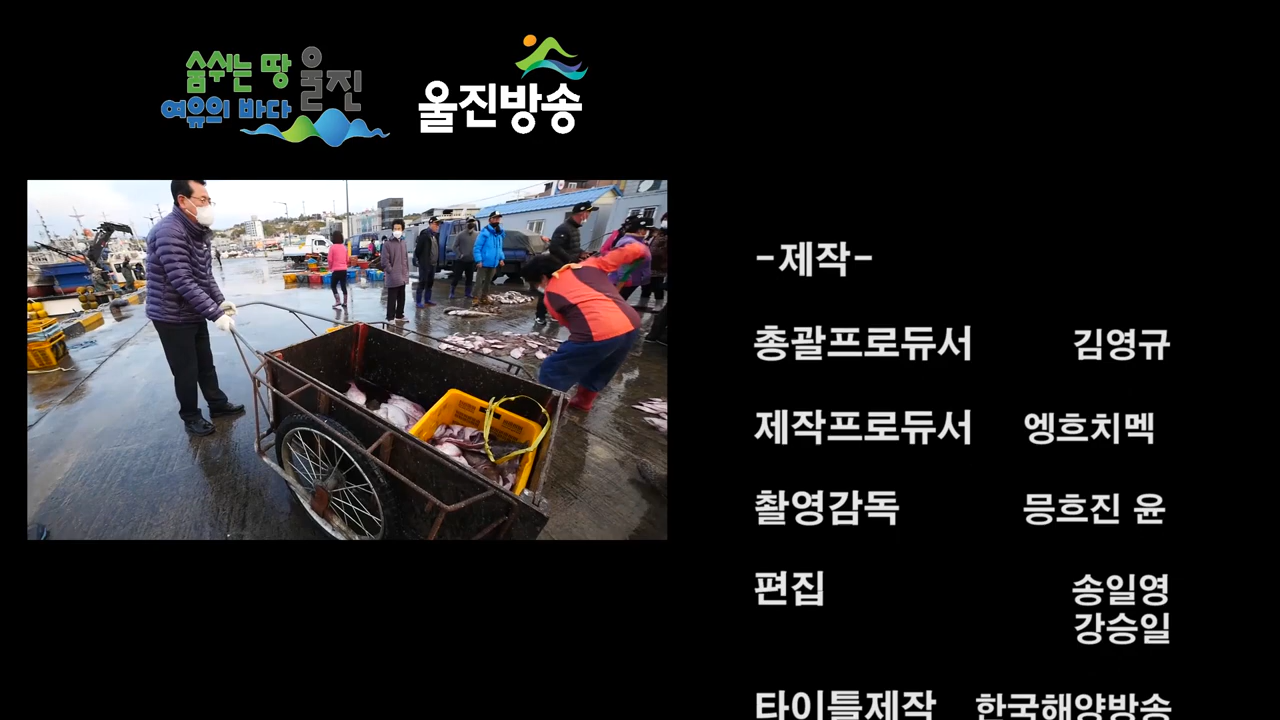 숨쉬는 땅
여유의 바다
울진
울진방송
-제작-
총괄프로듀서 김영규
제작프로듀서 엥흐치멕
촬영감독 믕흐진 윤
편집 송일영
강승일
타이틀제작 한국해양방송